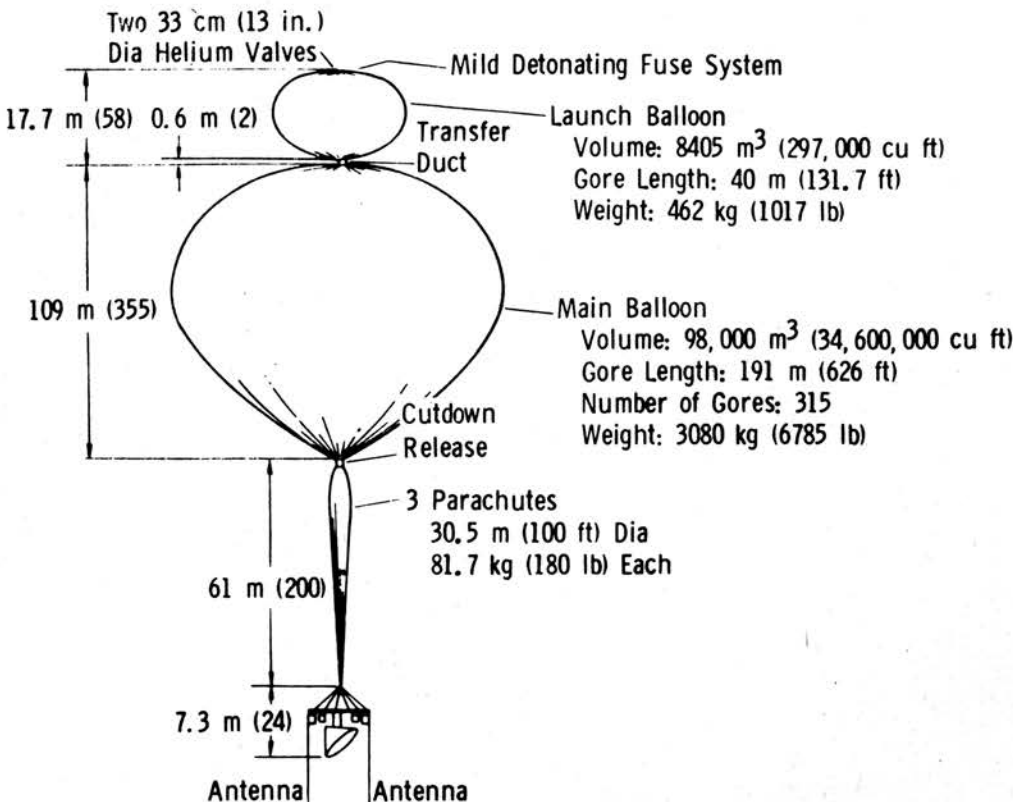 Two 33 cm (13 in.)
Dia Helium Valves
Mild Detonating Fuse System
17.7 m (58)
0.6 m (2)
Transfer
Duct
Launch Balloon
Volume: 8405 m³ (297,000 cu ft)
Gore Length: 40 m (131.7 ft)
Weight: 462 kg (1017 lb)
109 m (355)
Main Balloon
Volume: 98,000 m³ (34,600,000 cu ft)
Gore Length: 191 m (626 ft)
Number of Gores: 315
Weight: 3080 kg (6785 lb)
Cutdown
Release
3 Parachutes
30.5 m (100 ft) Dia
81.7 kg (180 lb) Each
61 m (200)
7.3 m (24)
Antenna
Antenna